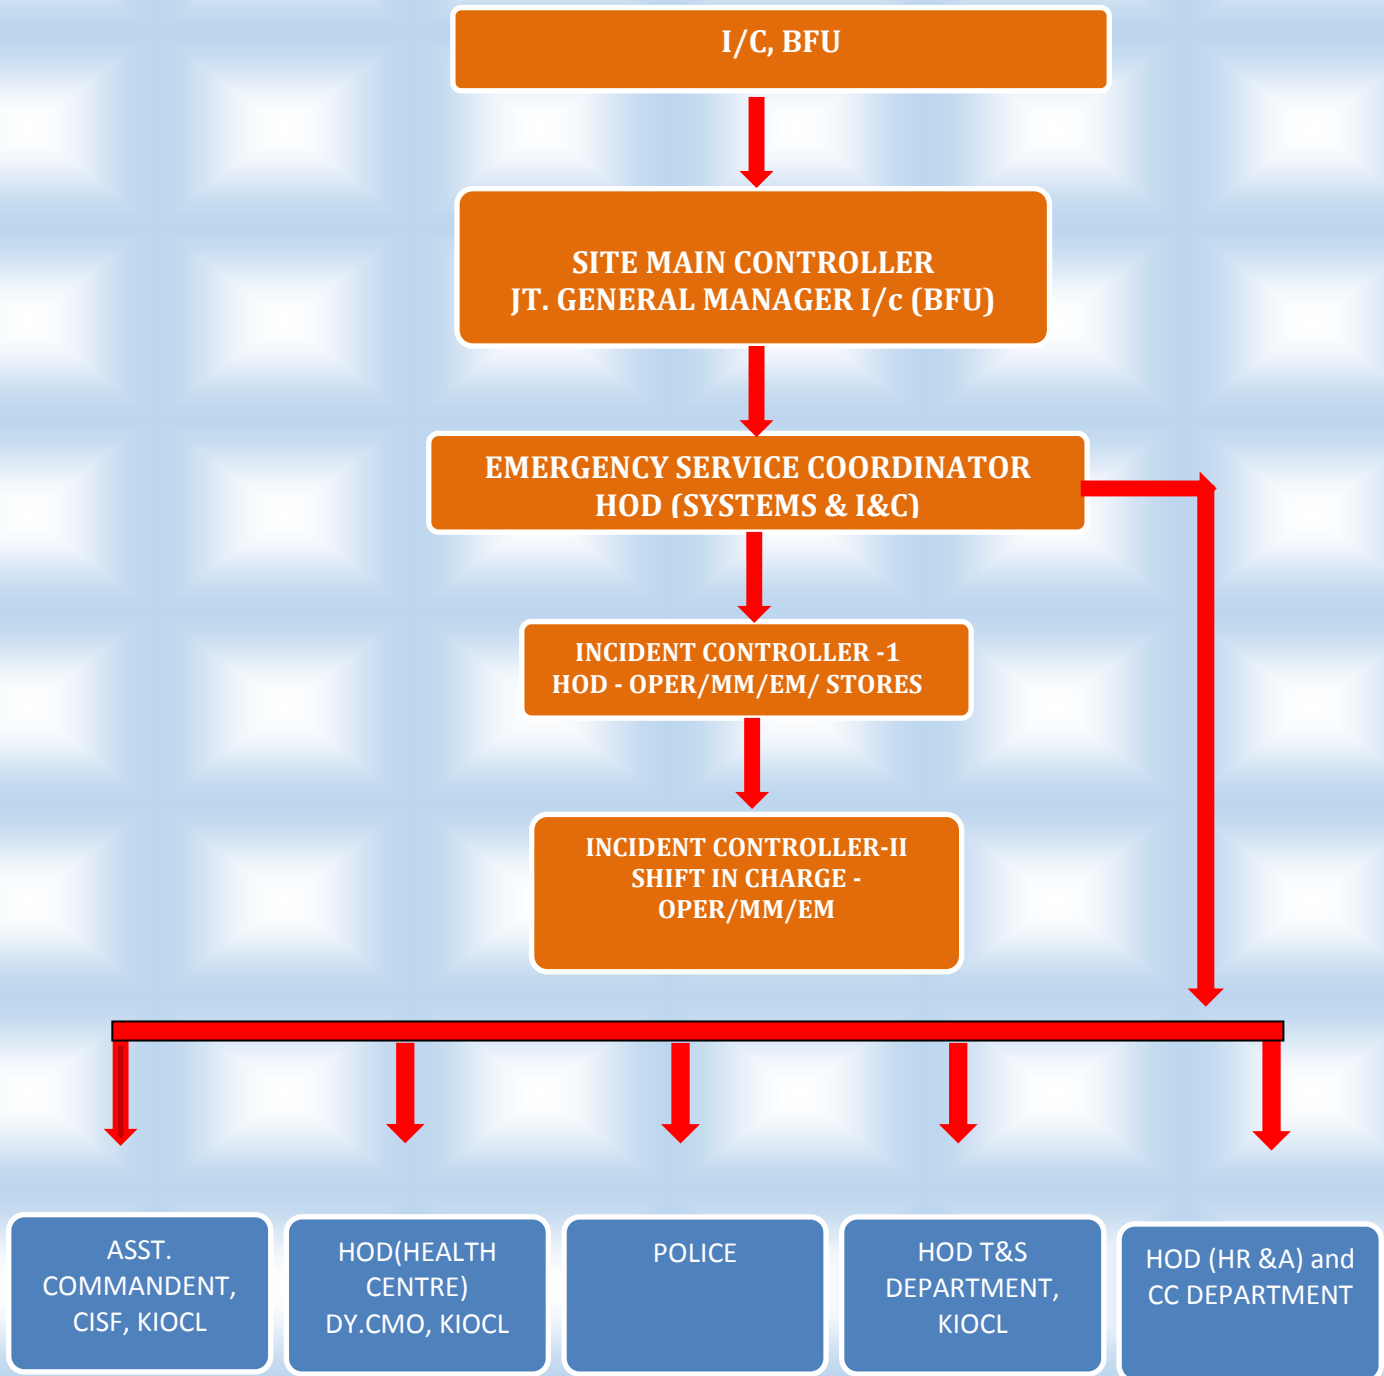 I/C, BFU
SITE MAIN CONTROLLER
JT. GENERAL MANAGER I/c (BFU)
EMERGENCY SERVICE COORDINATOR
HOD (SYSTEMS & I&C)
INCIDENT CONTROLLER -1
HOD - OPER/MM/EM/ STORES
INCIDENT CONTROLLER-II
SHIFT IN CHARGE -
OPER/MM/EM
ASST.
COMMANDENT,
CISF, KIOCL
HOD(HEALTH
CENTRE)
DY.CMO, KIOCL
POLICE
HOD T&S
DEPARTMENT,
KIOCL
HOD (HR &A) and
CC DEPARTMENT